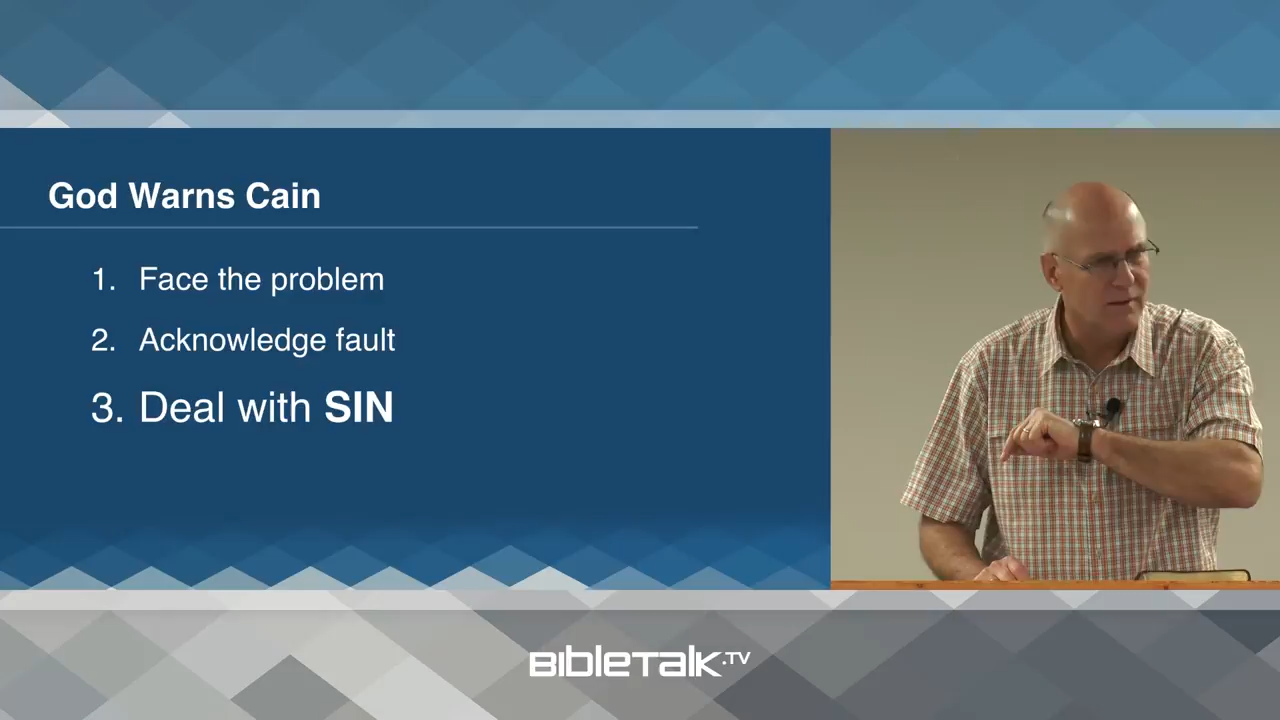 God Warns Cain
1. Face the problem
2. Acknowledge fault
3. Deal with SIN
BIBLETALK.TV